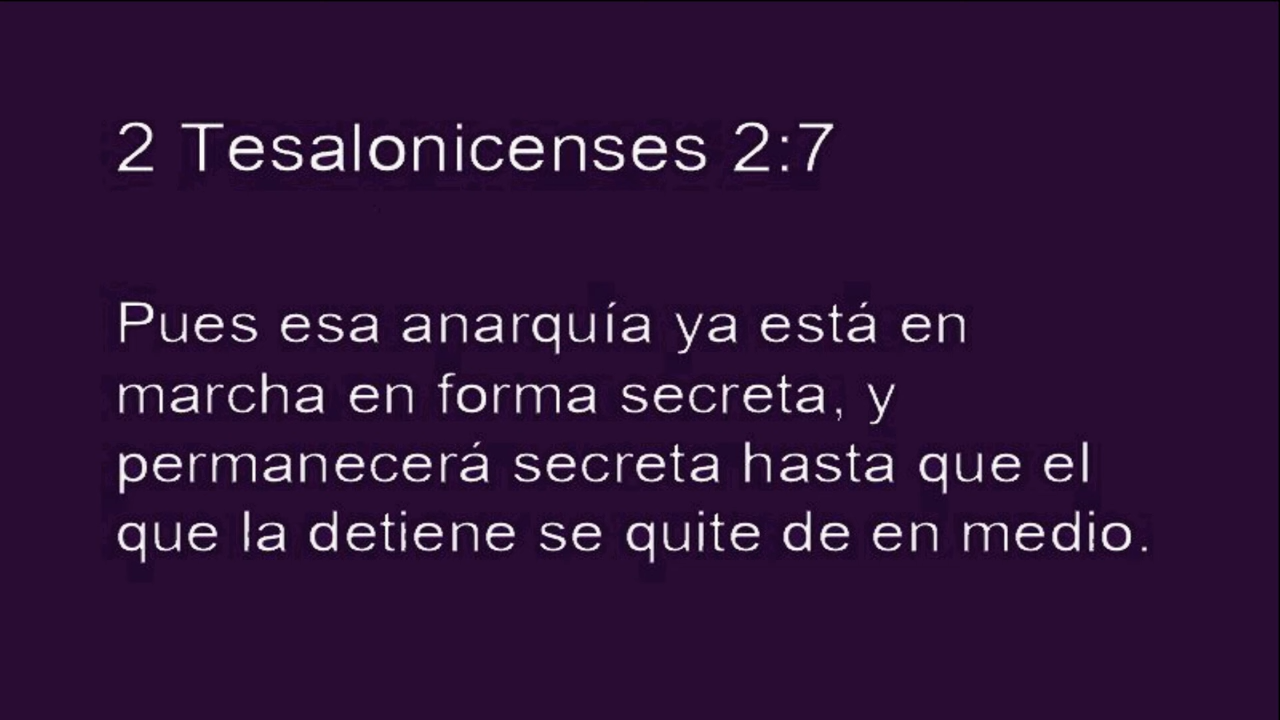 2 Tesalonicenses 2:7
Pues esa anarquía ya está en
marcha en forma secreta, y
permanecerá secreta hasta que el
que la detiene se quite de en medio.